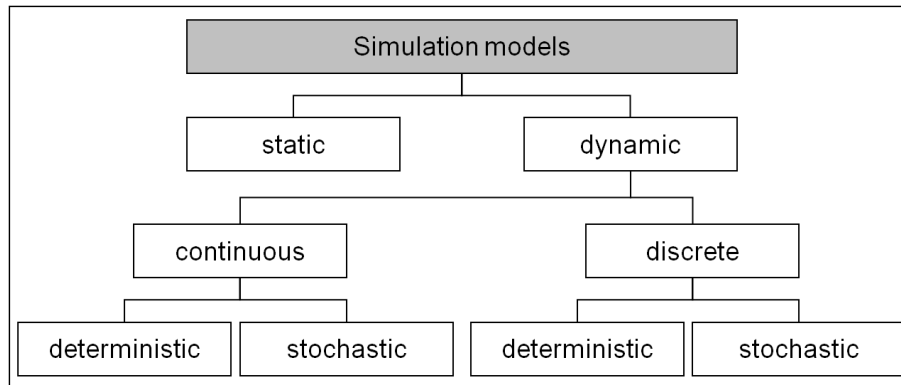 Simulation models
static
dynamic
continuous
discrete
deterministic
stochastic
deterministic
stochastic